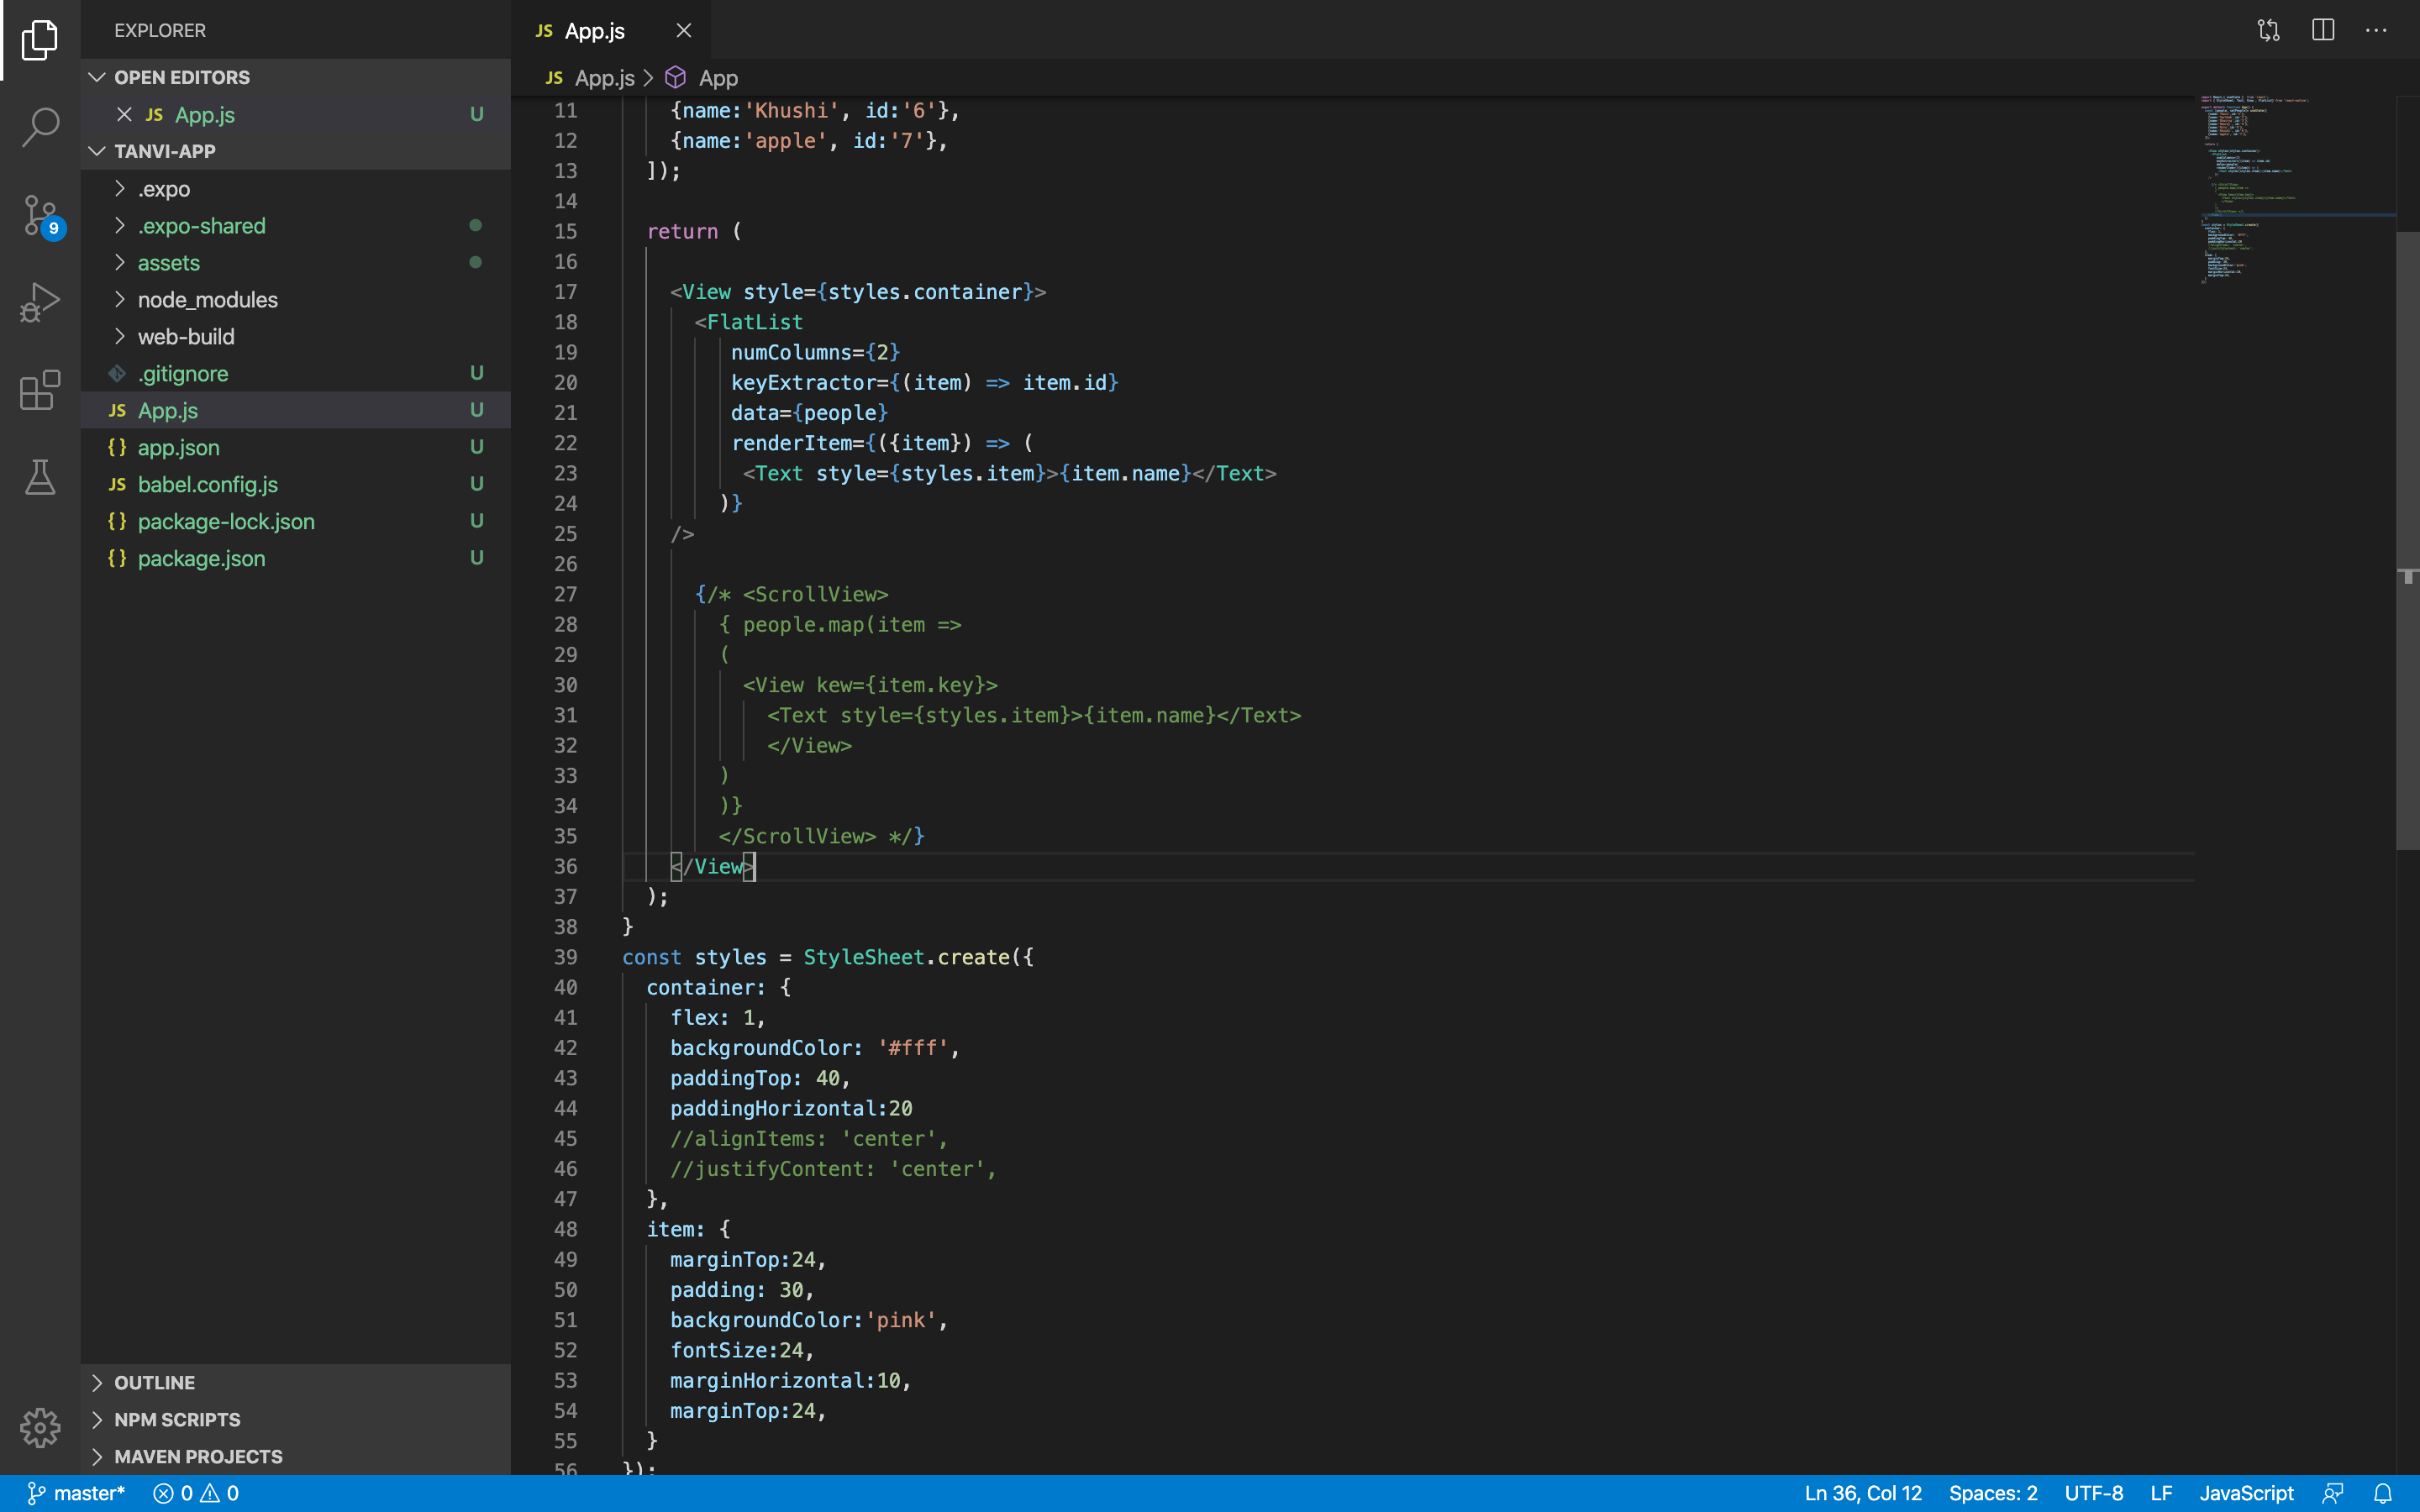 EXPLORER
OPEN EDITORS
JS App.js U
TANVI-APP
.expo
.expo-shared
assets
node_modules
web-build
.gitignore U
JS App.js U
{} app.json U
JS babel.config.js U
{} package-lock.json U
{} package.json U
OUTLINE
NPM SCRIPTS
MAVEN PROJECTS
9
JS App.js
JS App.js > App
11 {name:'Khushi', id:'6'},
12 {name:'apple', id:'7'},
13 ]);
14
15 return (
16
17 <View style={styles.container}>
18 <FlatList
19 numColumns={2}
20 keyExtractor={(item) => item.id}
21 data={people}
22 renderItem={({item}) => (
23 <Text style={styles.item}>{item.name}</Text>
24 )}
25 />
26
27 {/* <ScrollView>
28 { people.map(item =>
29 (
30 <View kew={item.key}>
31 <Text style={styles.item}>{item.name}</Text>
32 </View>
33 )
34 )}
35 </ScrollView> */}
36 </View>
37 );
38 }
39 const styles = StyleSheet.create({
40 container: {
41 flex: 1,
42 backgroundColor: '#fff',
43 paddingTop: 40,
44 paddingHorizontal:20
45 //alignItems: 'center',
46 //justifyContent: 'center',
47 },
48 item: {
49 marginTop:24,
50 padding: 30,
51 backgroundColor:'pink',
52 fontSize:24,
53 marginHorizontal:10,
54 marginTop:24,
55 }
56 });
master* 0 0 Ln 36, Col 12 Spaces: 2 UTF-8 LF JavaScript